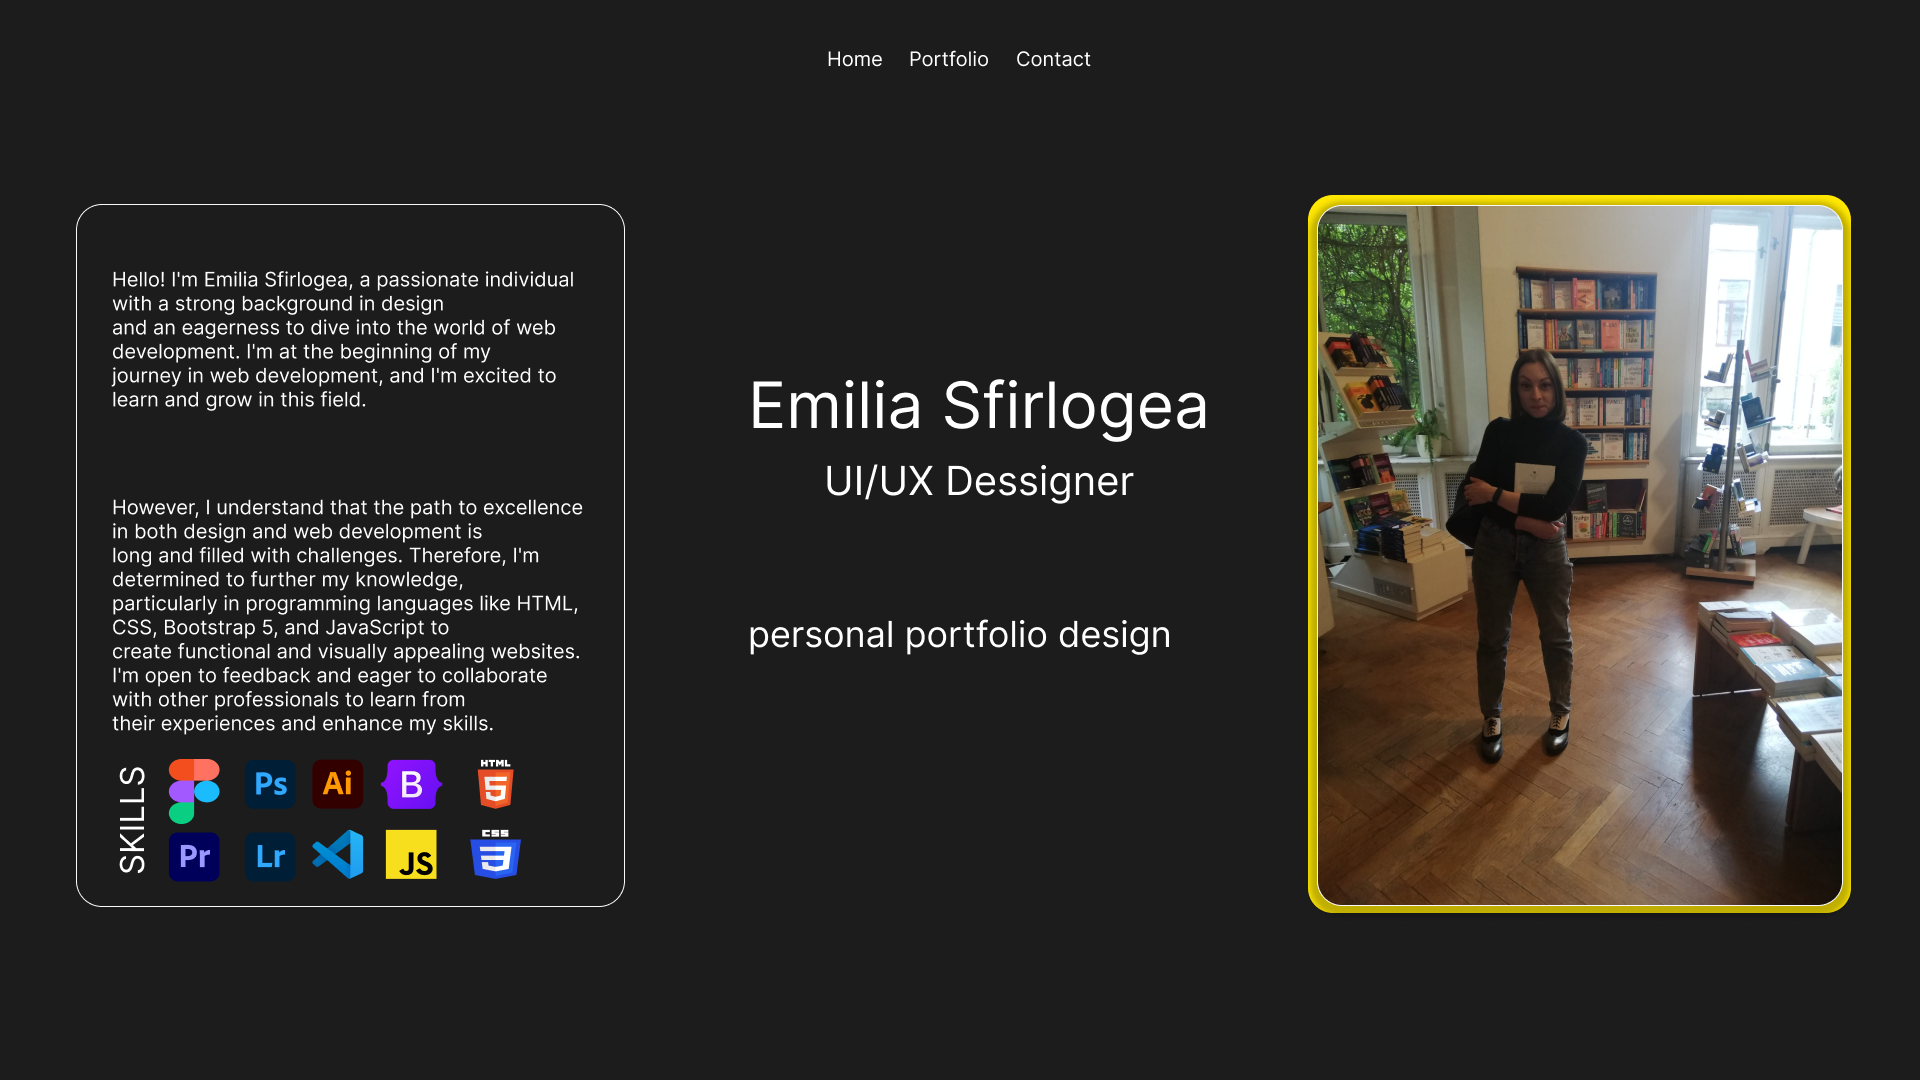 Home Portfolio Contact
Hello! I'm Emilia Sfirlogea, a passionate individual
with a strong background in design
and an eagerness to dive into the world of web
development. I'm at the beginning of my
journey in web development, and I'm excited to
learn and grow in this field.
However, I understand that the path to excellence
in both design and web development is
long and filled with challenges. Therefore, I'm
determined to further my knowledge,
particularly in programming languages like HTML,
CSS, Bootstrap 5, and JavaScript to
create functional and visually appealing websites.
I'm open to feedback and eager to collaborate
with other professionals to learn from
their experiences and enhance my skills.
SKILLS
Ps Ai B HTML 5
Pr Lr JS CSS 3
Emilia Sfirlogea
UI/UX Dessigner
personal portfolio design